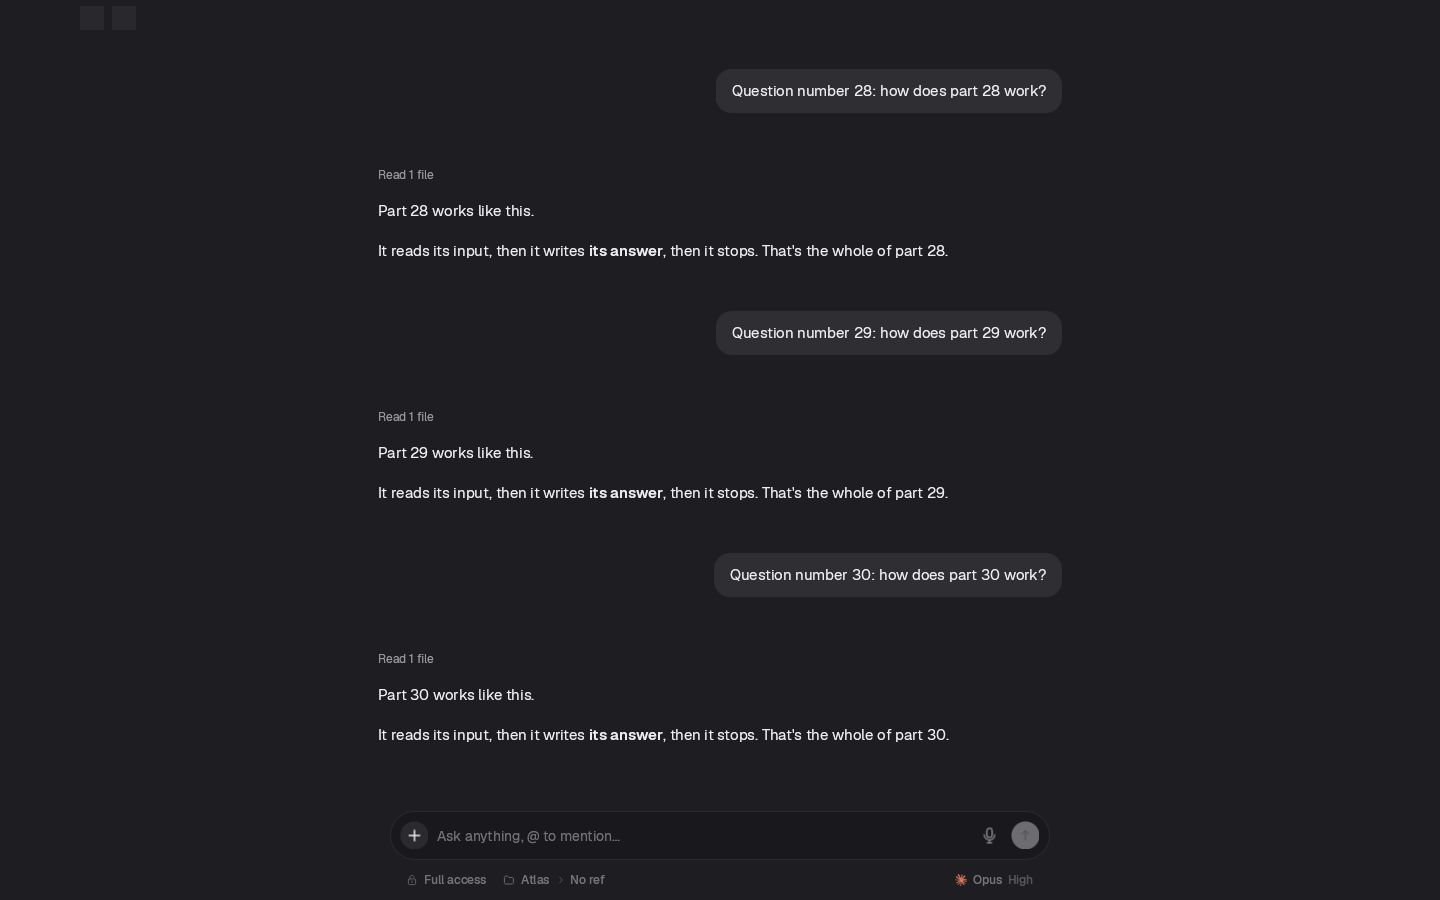 Question number 28: how does part 28 work?
Read 1 file
Part 28 works like this.
It reads its input, then it writes its answer, then it stops. That's the whole of part 28.
Question number 29: how does part 29 work?
Read 1 file
Part 29 works like this.
It reads its input, then it writes its answer, then it stops. That's the whole of part 29.
Question number 30: how does part 30 work?
Read 1 file
Part 30 works like this.
It reads its input, then it writes its answer, then it stops. That's the whole of part 30.
Ask anything, @ to mention...
Full access Atlas No ref Opus High